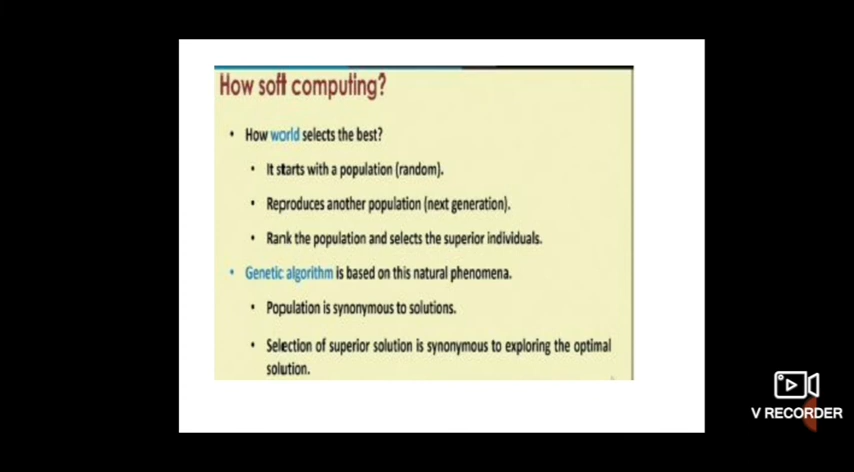 How soft computing?
• How world selects the best?
• It starts with a population (random).
• Reproduces another population (next generation).
• Rank the population and selects the superior individuals.
• Genetic algorithm is based on this natural phenomena.
• Population is synonymous to solutions.
• Selection of superior solution is synonymous to exploring the optimal
solution.
V RECORDER